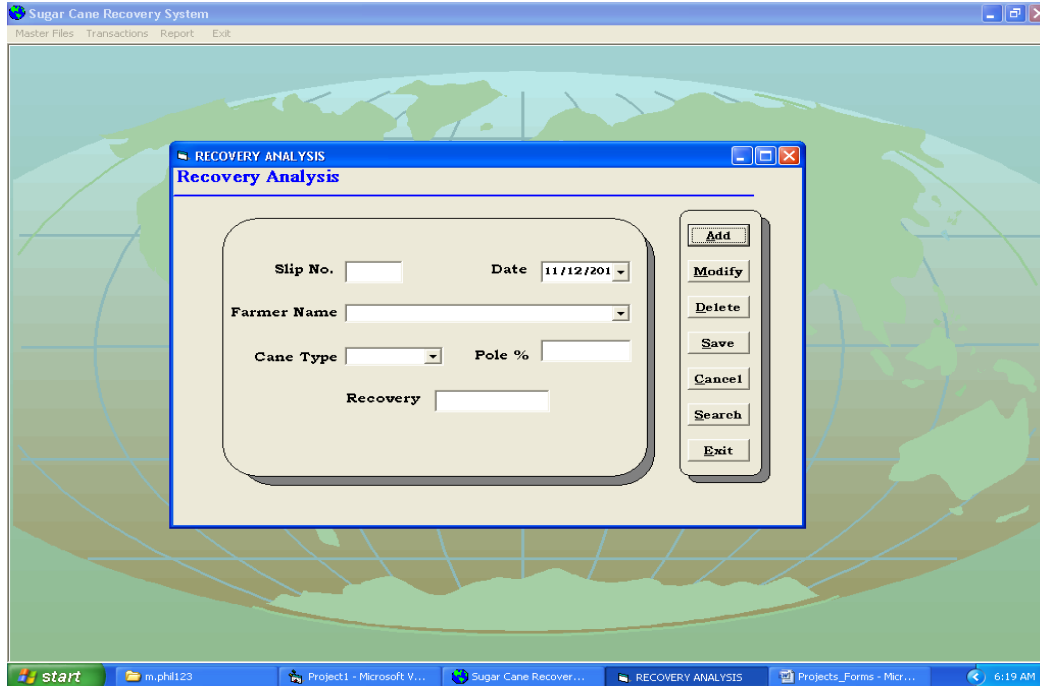 Sugar Cane Recovery System
Master Files Transactions Report Exit
RECOVERY ANALYSIS
Recovery Analysis
Slip No. Date 11/12/201
Farmer Name
Cane Type Pole %
Recovery
Add
Modify
Delete
Save
Cancel
Search
Exit
start m.phil123 Project1 - Microsoft V... Sugar Cane Recover... RECOVERY ANALYSIS Projects_Forms - Micr... 6:19 AM